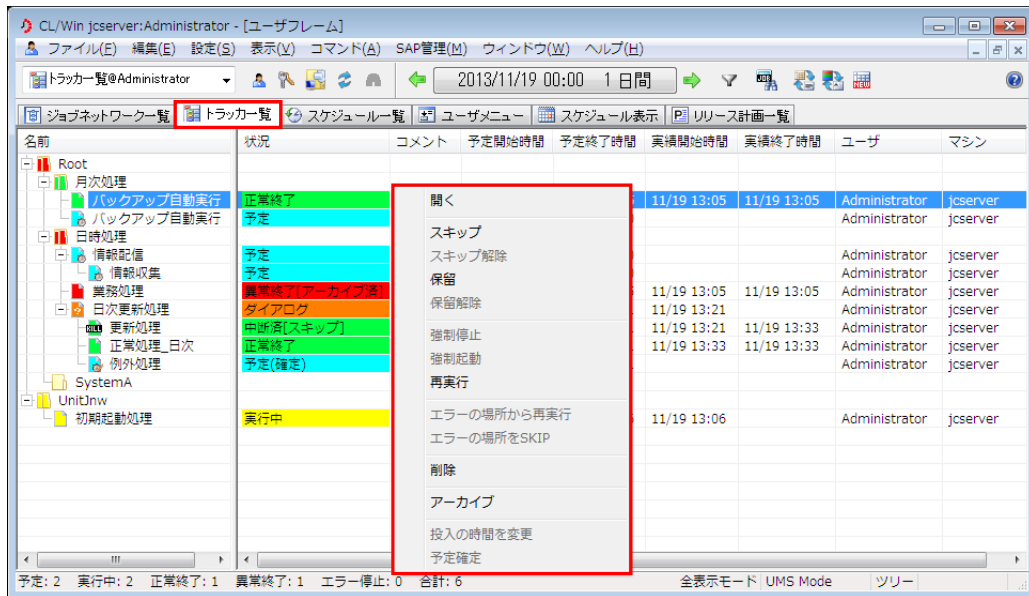 CL/Win jcserver:Administrator - [ユーザフレーム]
ファイル(F) 編集(E) 設定(S) 表示(V) コマンド(A) SAP管理(M) ウィンドウ(W) ヘルプ(H)
トラッカ一覧@Administrator 2013/11/19 00:00 1 日間
ジョブネットワーク一覧 トラッカ一覧 スケジュール一覧 ユーザメニュー スケジュール表示 リリース計画一覧
名前 状況 コメント 予定開始時間 予定終了時間 実績開始時間 実績終了時間 ユーザ マシン
Root
月次処理
バックアップ自動実行 正常終了 11/19 13:05 11/19 13:05 Administrator jcserver
バックアップ自動実行 予定 Administrator jcserver
日時処理
情報配信 予定 Administrator jcserver
情報収集 予定 Administrator jcserver
業務処理 異常終了[アーカイブ済] 11/19 13:05 11/19 13:05 Administrator jcserver
日次更新処理 ダイアログ 11/19 13:21 Administrator jcserver
更新処理 中断済[スキップ] 11/19 13:21 11/19 13:33 Administrator jcserver
正常処理_日次 正常終了 11/19 13:33 11/19 13:33 Administrator jcserver
例外処理 予定(確定) Administrator jcserver
SystemA
UnitJnw
初期起動処理 実行中 11/19 13:06 Administrator jcserver
開く
スキップ
スキップ解除
保留
保留解除
強制停止
強制起動
再実行
エラーの場所から再実行
エラーの場所をSKIP
削除
アーカイブ
投入の時間を変更
予定確定
予定: 2 実行中: 2 正常終了: 1 異常終了: 1 エラー停止: 0 合計: 6 全表示モード UMS Mode ツリー